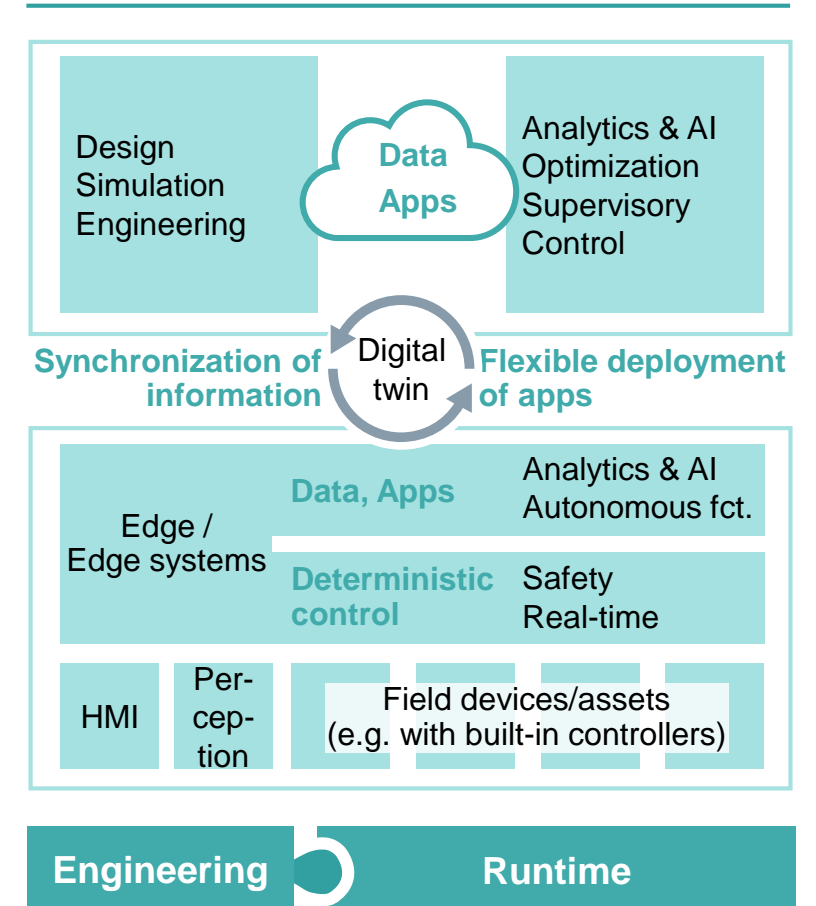 Design
Simulation
Engineering
Data
Apps
Analytics & AI
Optimization
Supervisory
Control
Synchronization of
information
Digital
twin
Flexible deployment
of apps
Edge /
Edge systems
Data, Apps
Analytics & AI
Autonomous fct.
Deterministic
control
Safety
Real-time
HMI
Per-
cep-
tion
Field devices/assets
(e.g. with built-in controllers)
Engineering
Runtime